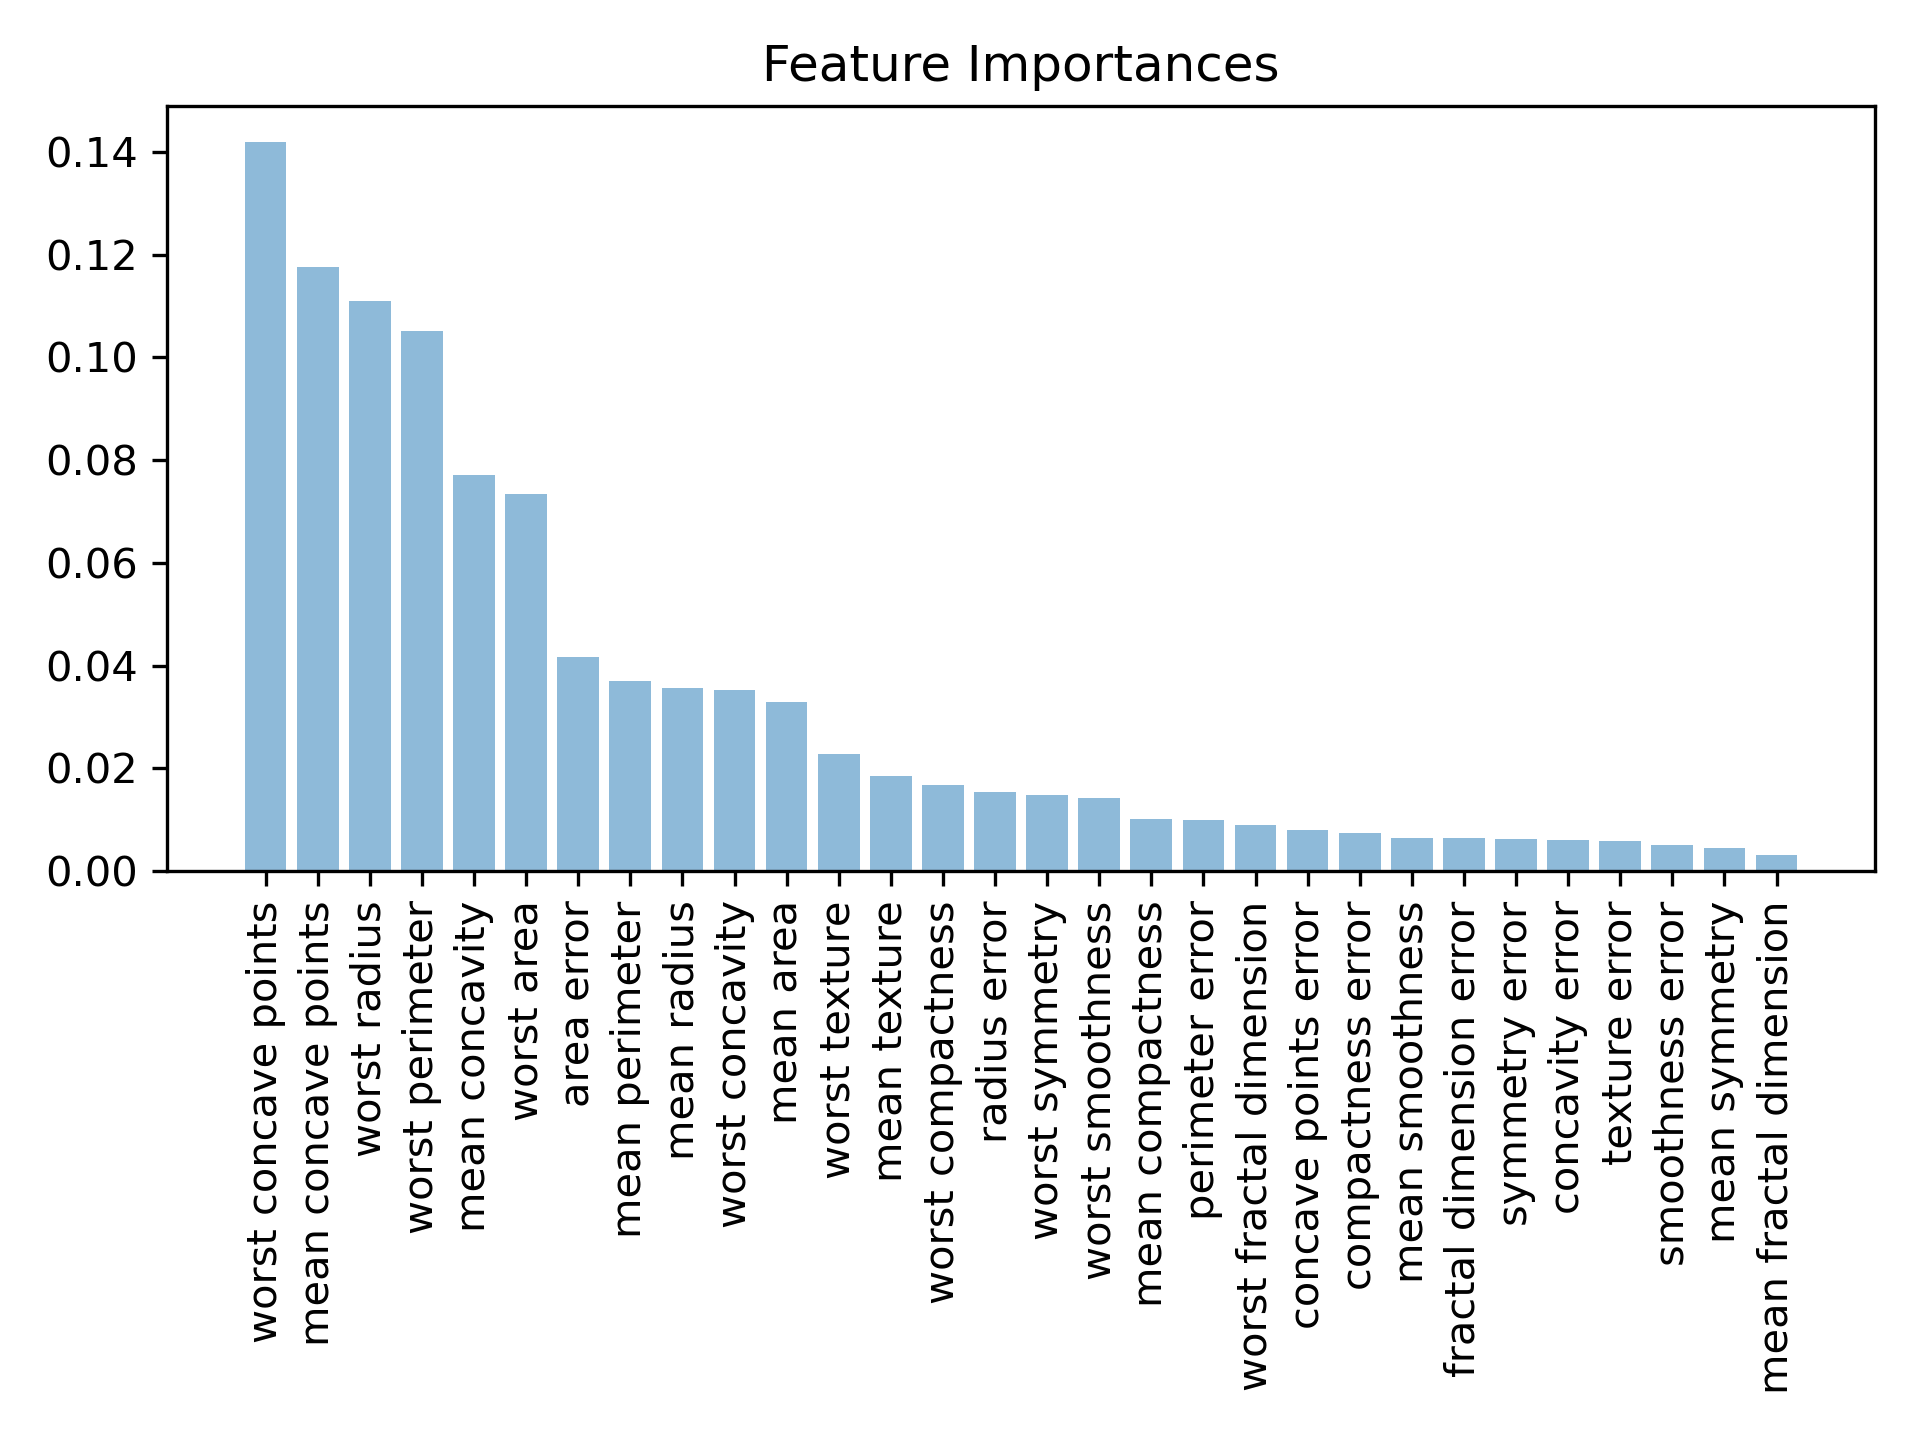 Feature Importances
0.14
0.12
0.10
0.08
0.06
0.04
0.02
0.00
worst concave points
mean concave points
worst radius
worst perimeter
mean concavity
worst area
area error
mean perimeter
mean radius
worst concavity
mean area
worst texture
mean texture
worst compactness
radius error
worst symmetry
worst smoothness
mean compactness
perimeter error
worst fractal dimension
concave points error
compactness error
mean smoothness
fractal dimension error
symmetry error
concavity error
texture error
smoothness error
mean symmetry
mean fractal dimension